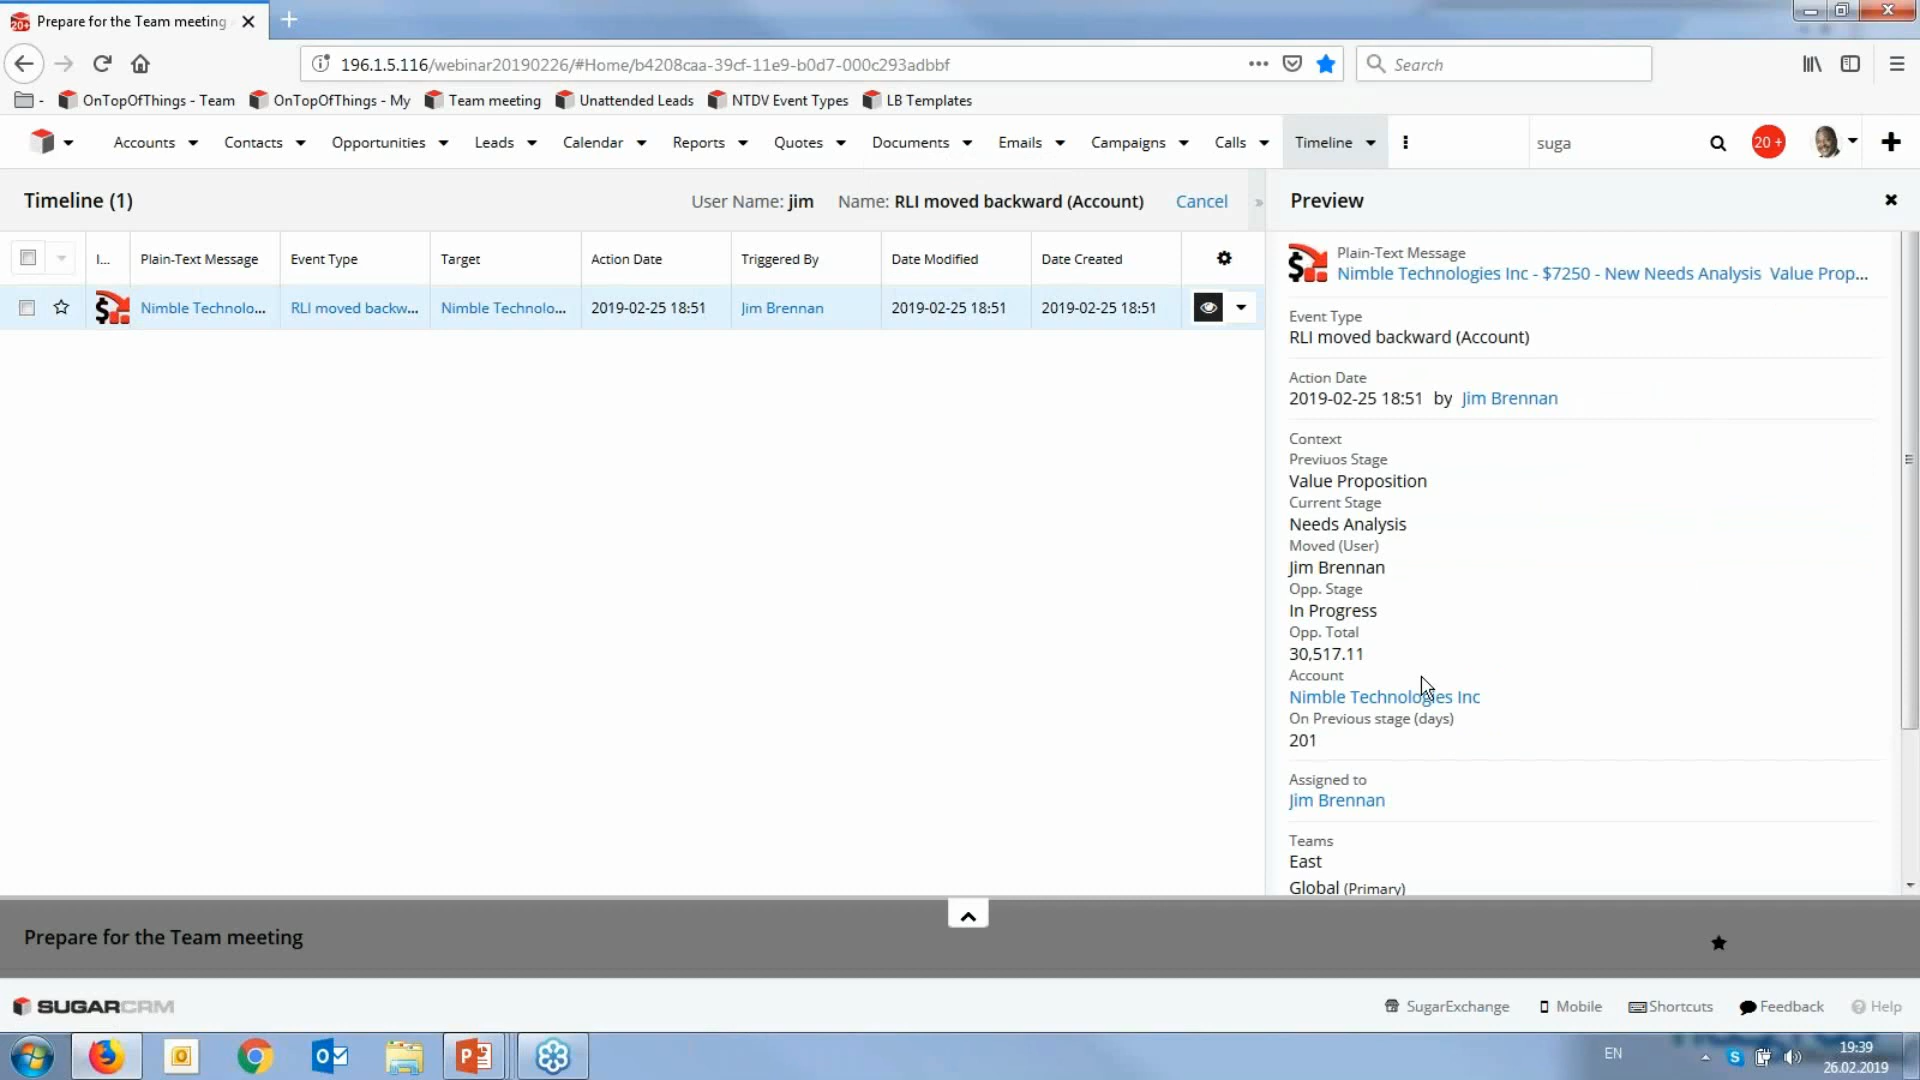 Prepare for the Team meeting
196.1.5.116/webinar20190226/#Home/b4208caa-39cf-11e9-b0d7-000c293adbbf
Search
OnTopOfThings - Team
OnTopOfThings - My
Team meeting
Unattended Leads
NTDV Event Types
LB Templates
Accounts
Contacts
Opportunities
Leads
Calendar
Reports
Quotes
Documents
Emails
Campaigns
Calls
Timeline
suga
20 +
Timeline (1)
User Name: jim
Name: RLI moved backward (Account)
Cancel
Preview
I...
Plain-Text Message
Event Type
Target
Action Date
Triggered By
Date Modified
Date Created
Nimble Technolo...
RLI moved backw...
Nimble Technolo...
2019-02-25 18:51
Jim Brennan
2019-02-25 18:51
2019-02-25 18:51
Plain-Text Message
Nimble Technologies Inc - $7250 - New Needs Analysis Value Prop...
Event Type
RLI moved backward (Account)
Action Date
2019-02-25 18:51 by Jim Brennan
Context
Previuos Stage
Value Proposition
Current Stage
Needs Analysis
Moved (User)
Jim Brennan
Opp. Stage
In Progress
Opp. Total
30,517.11
Account
Nimble Technologies Inc
On Previous stage (days)
201
Assigned to
Jim Brennan
Teams
East
Global (Primary)
Prepare for the Team meeting
SUGARCRM
SugarExchange
Mobile
Shortcuts
Feedback
Help
EN
19:39
26.02.2019